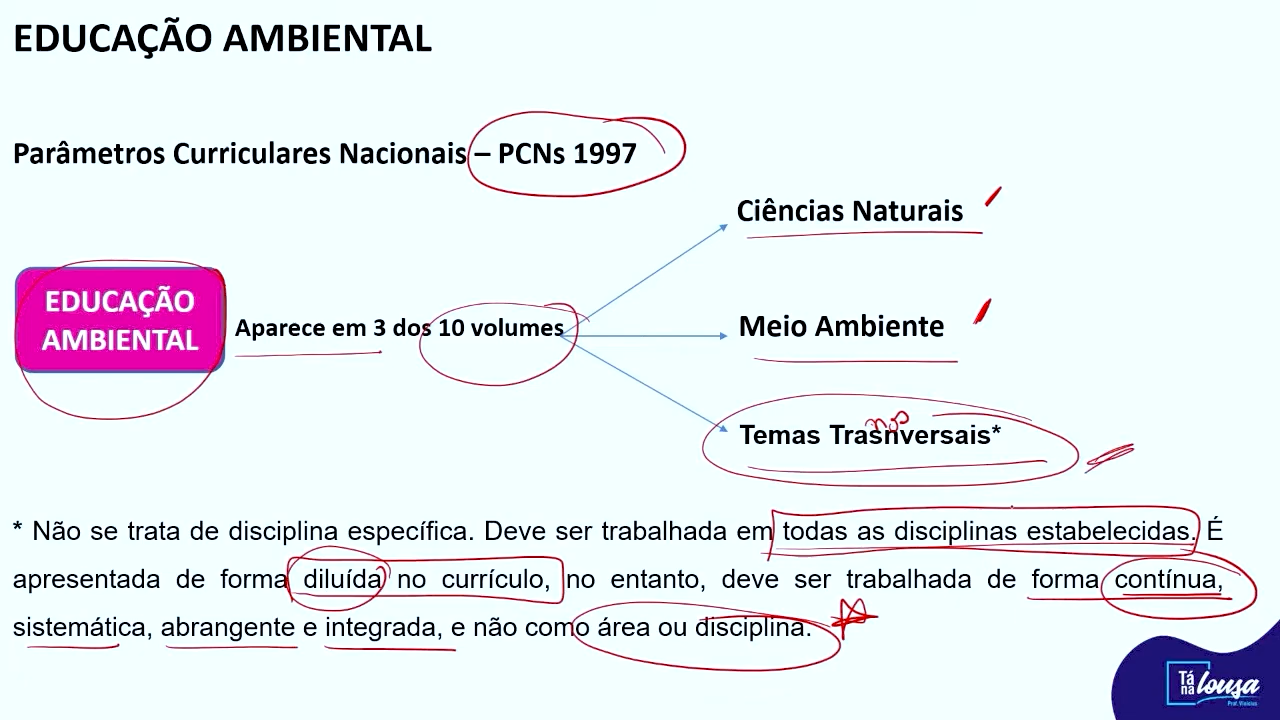 EDUCAÇÃO AMBIENTAL
Parâmetros Curriculares Nacionais – PCNs 1997
Ciências Naturais
EDUCAÇÃO
AMBIENTAL
Aparece em 3 dos 10 volumes
Meio Ambiente
nos
Temas Trasnversais*
* Não se trata de disciplina específica. Deve ser trabalhada em todas as disciplinas estabelecidas. É
apresentada de forma diluída no currículo, no entanto, deve ser trabalhada de forma contínua,
sistemática, abrangente e integrada, e não como área ou disciplina.
Tá
na lousa
Prof. Vinícius